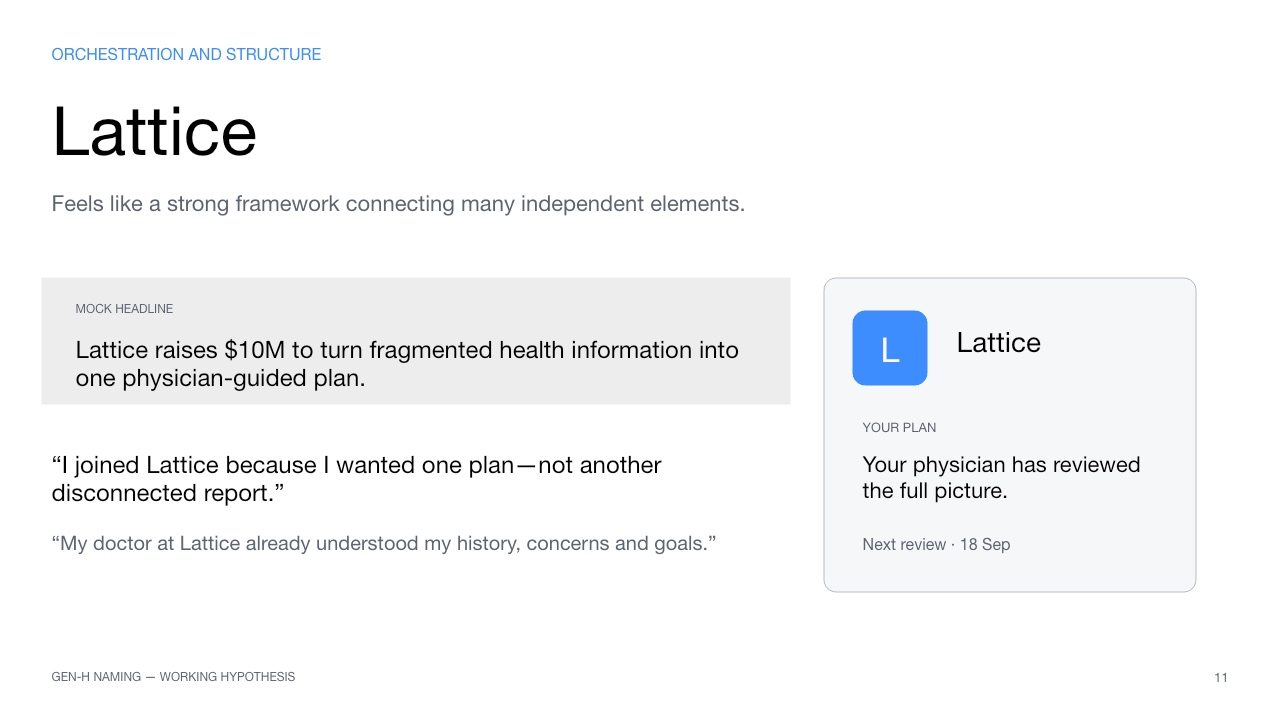 ORCHESTRATION AND STRUCTURE
Lattice
Feels like a strong framework connecting many independent elements.
MOCK HEADLINE
Lattice raises $10M to turn fragmented health information into
one physician-guided plan.
“I joined Lattice because I wanted one plan—not another
disconnected report.”
“My doctor at Lattice already understood my history, concerns and goals.”
L
Lattice
YOUR PLAN
Your physician has reviewed
the full picture.
Next review · 18 Sep
GEN-H NAMING — WORKING HYPOTHESIS
11